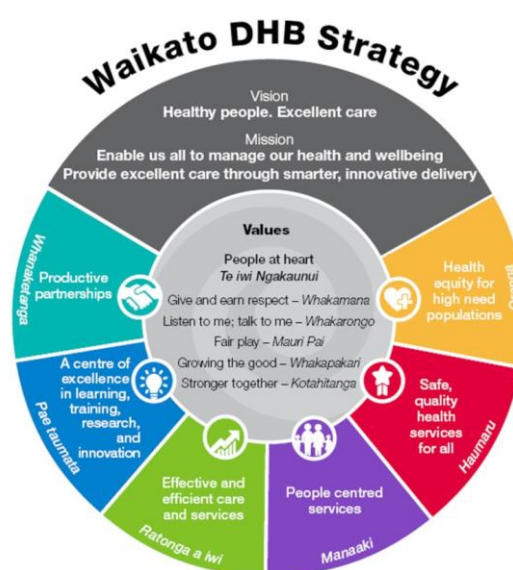 Waikato DHB Strategy
Vision
Healthy people. Excellent care
Mission
Enable us all to manage our health and wellbeing
Provide excellent care through smarter, innovative delivery
Values
People at heart
Te iwi Ngakaunui
Give and earn respect – Whakamana
Listen to me; talk to me – Whakarongo
Fair play – Mauri Pai
Growing the good – Whakapakari
Stronger together – Kotahitanga
Health
equity for
high need
populations
Safe,
quality
health
services
for all
Haumaru
People centred
services
Manaaki
Effective and
efficient care
and services
Ratonga a iwi
A centre of
excellence
in learning,
training,
research,
and
innovation
Pae taumata
Productive
partnerships
Whanaketanga